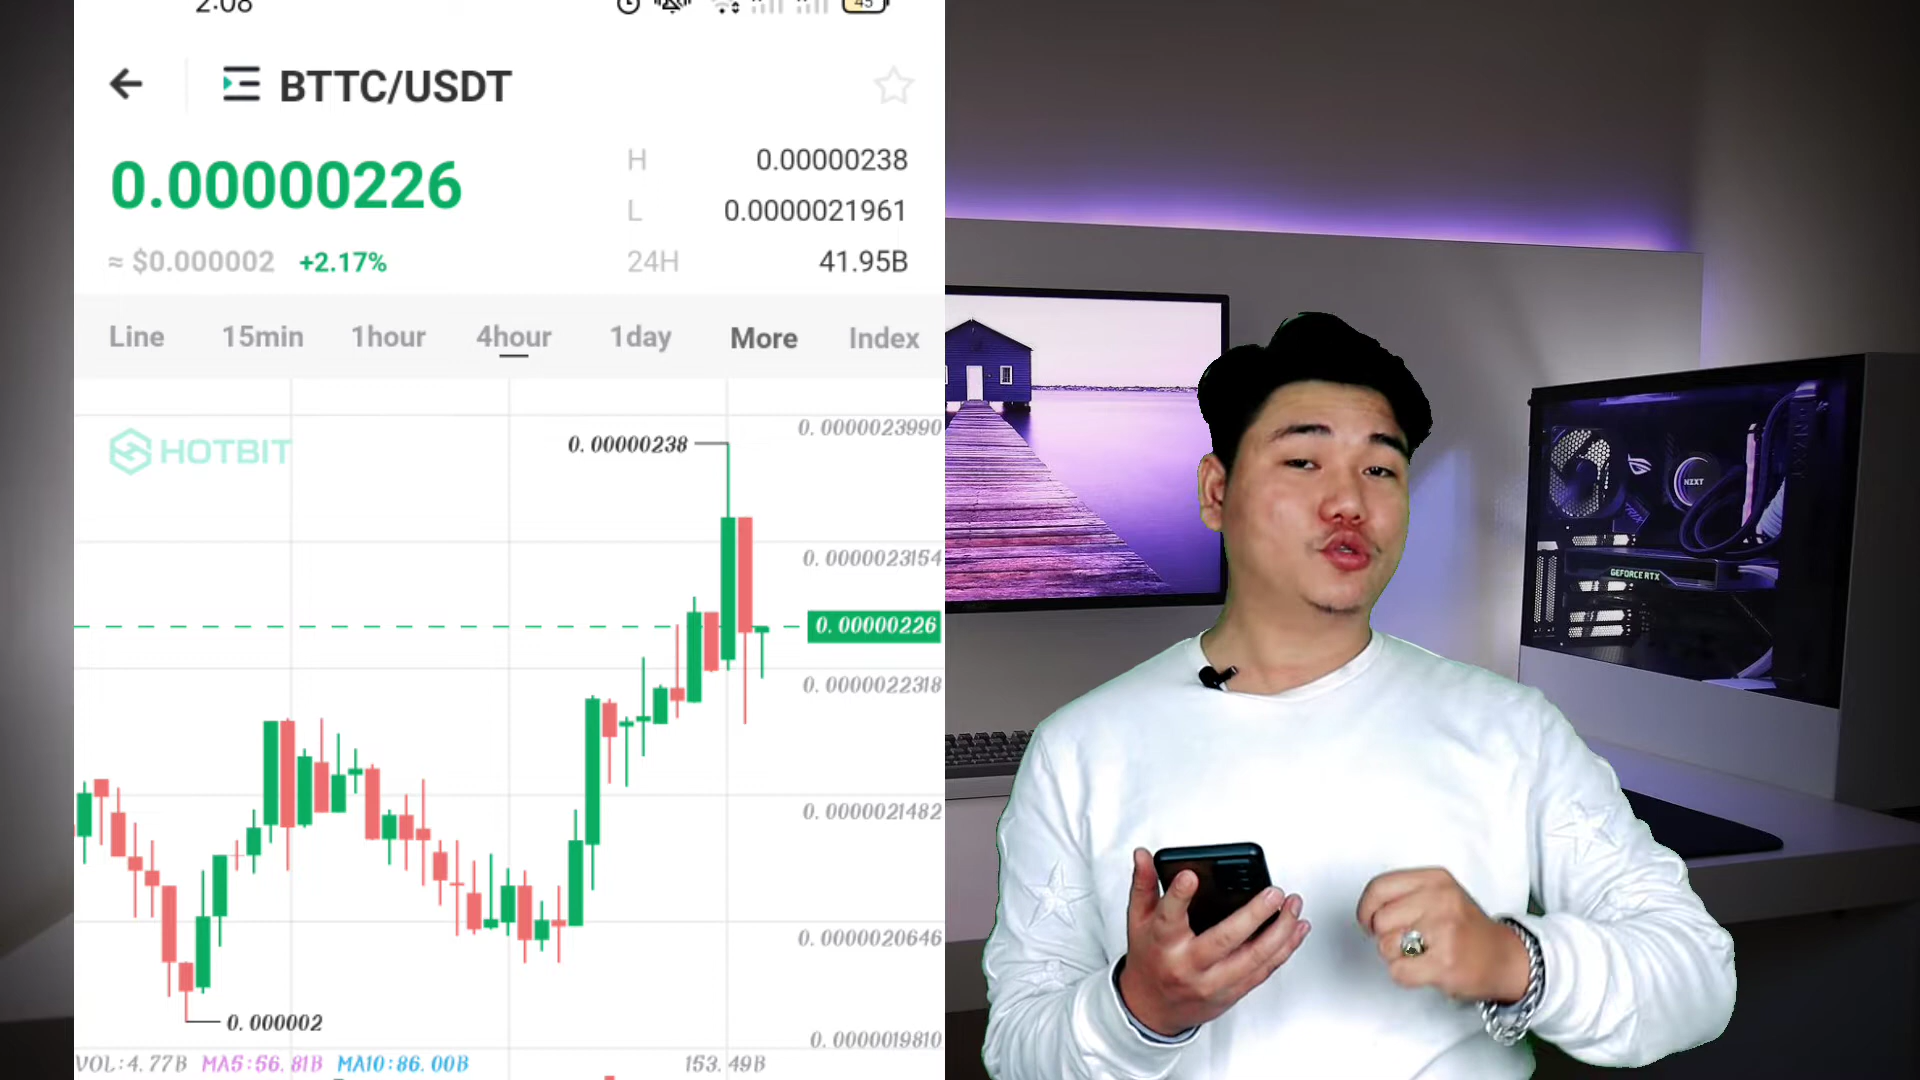 2:08
45
BTTC/USDT
0.00000226
H 0.00000238
L 0.0000021961
≈ $0.000002 +2.17%
24H 41.95B
Line 15min 1hour 4hour 1day More Index
0.0000023990
HOTBIT
0.00000238
0.0000023154
0.00000226
0.0000022318
0.0000021482
0.0000020646
0.000002
0.0000019810
VOL:4.77B MA5:56.81B MA10:86.00B 153.49B
NZXT
GEFORCE RTX